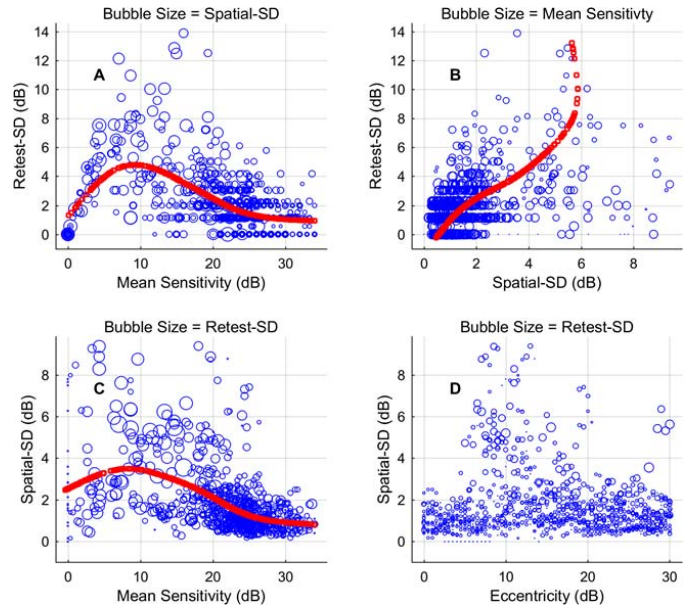 Bubble Size = Spatial-SD
Retest-SD (dB)
14
12
10
8
6
4
2
0
A
0
10
20
30
Mean Sensitivity (dB)
Bubble Size = Mean Sensitivty
Retest-SD (dB)
14
12
10
8
6
4
2
0
B
0
2
4
6
8
Spatial-SD (dB)
Bubble Size = Retest-SD
Spatial-SD (dB)
8
6
4
2
0
C
0
10
20
30
Mean Sensitivity (dB)
Bubble Size = Retest-SD
Spatial-SD (dB)
8
6
4
2
0
D
0
10
20
30
Eccentricity (dB)